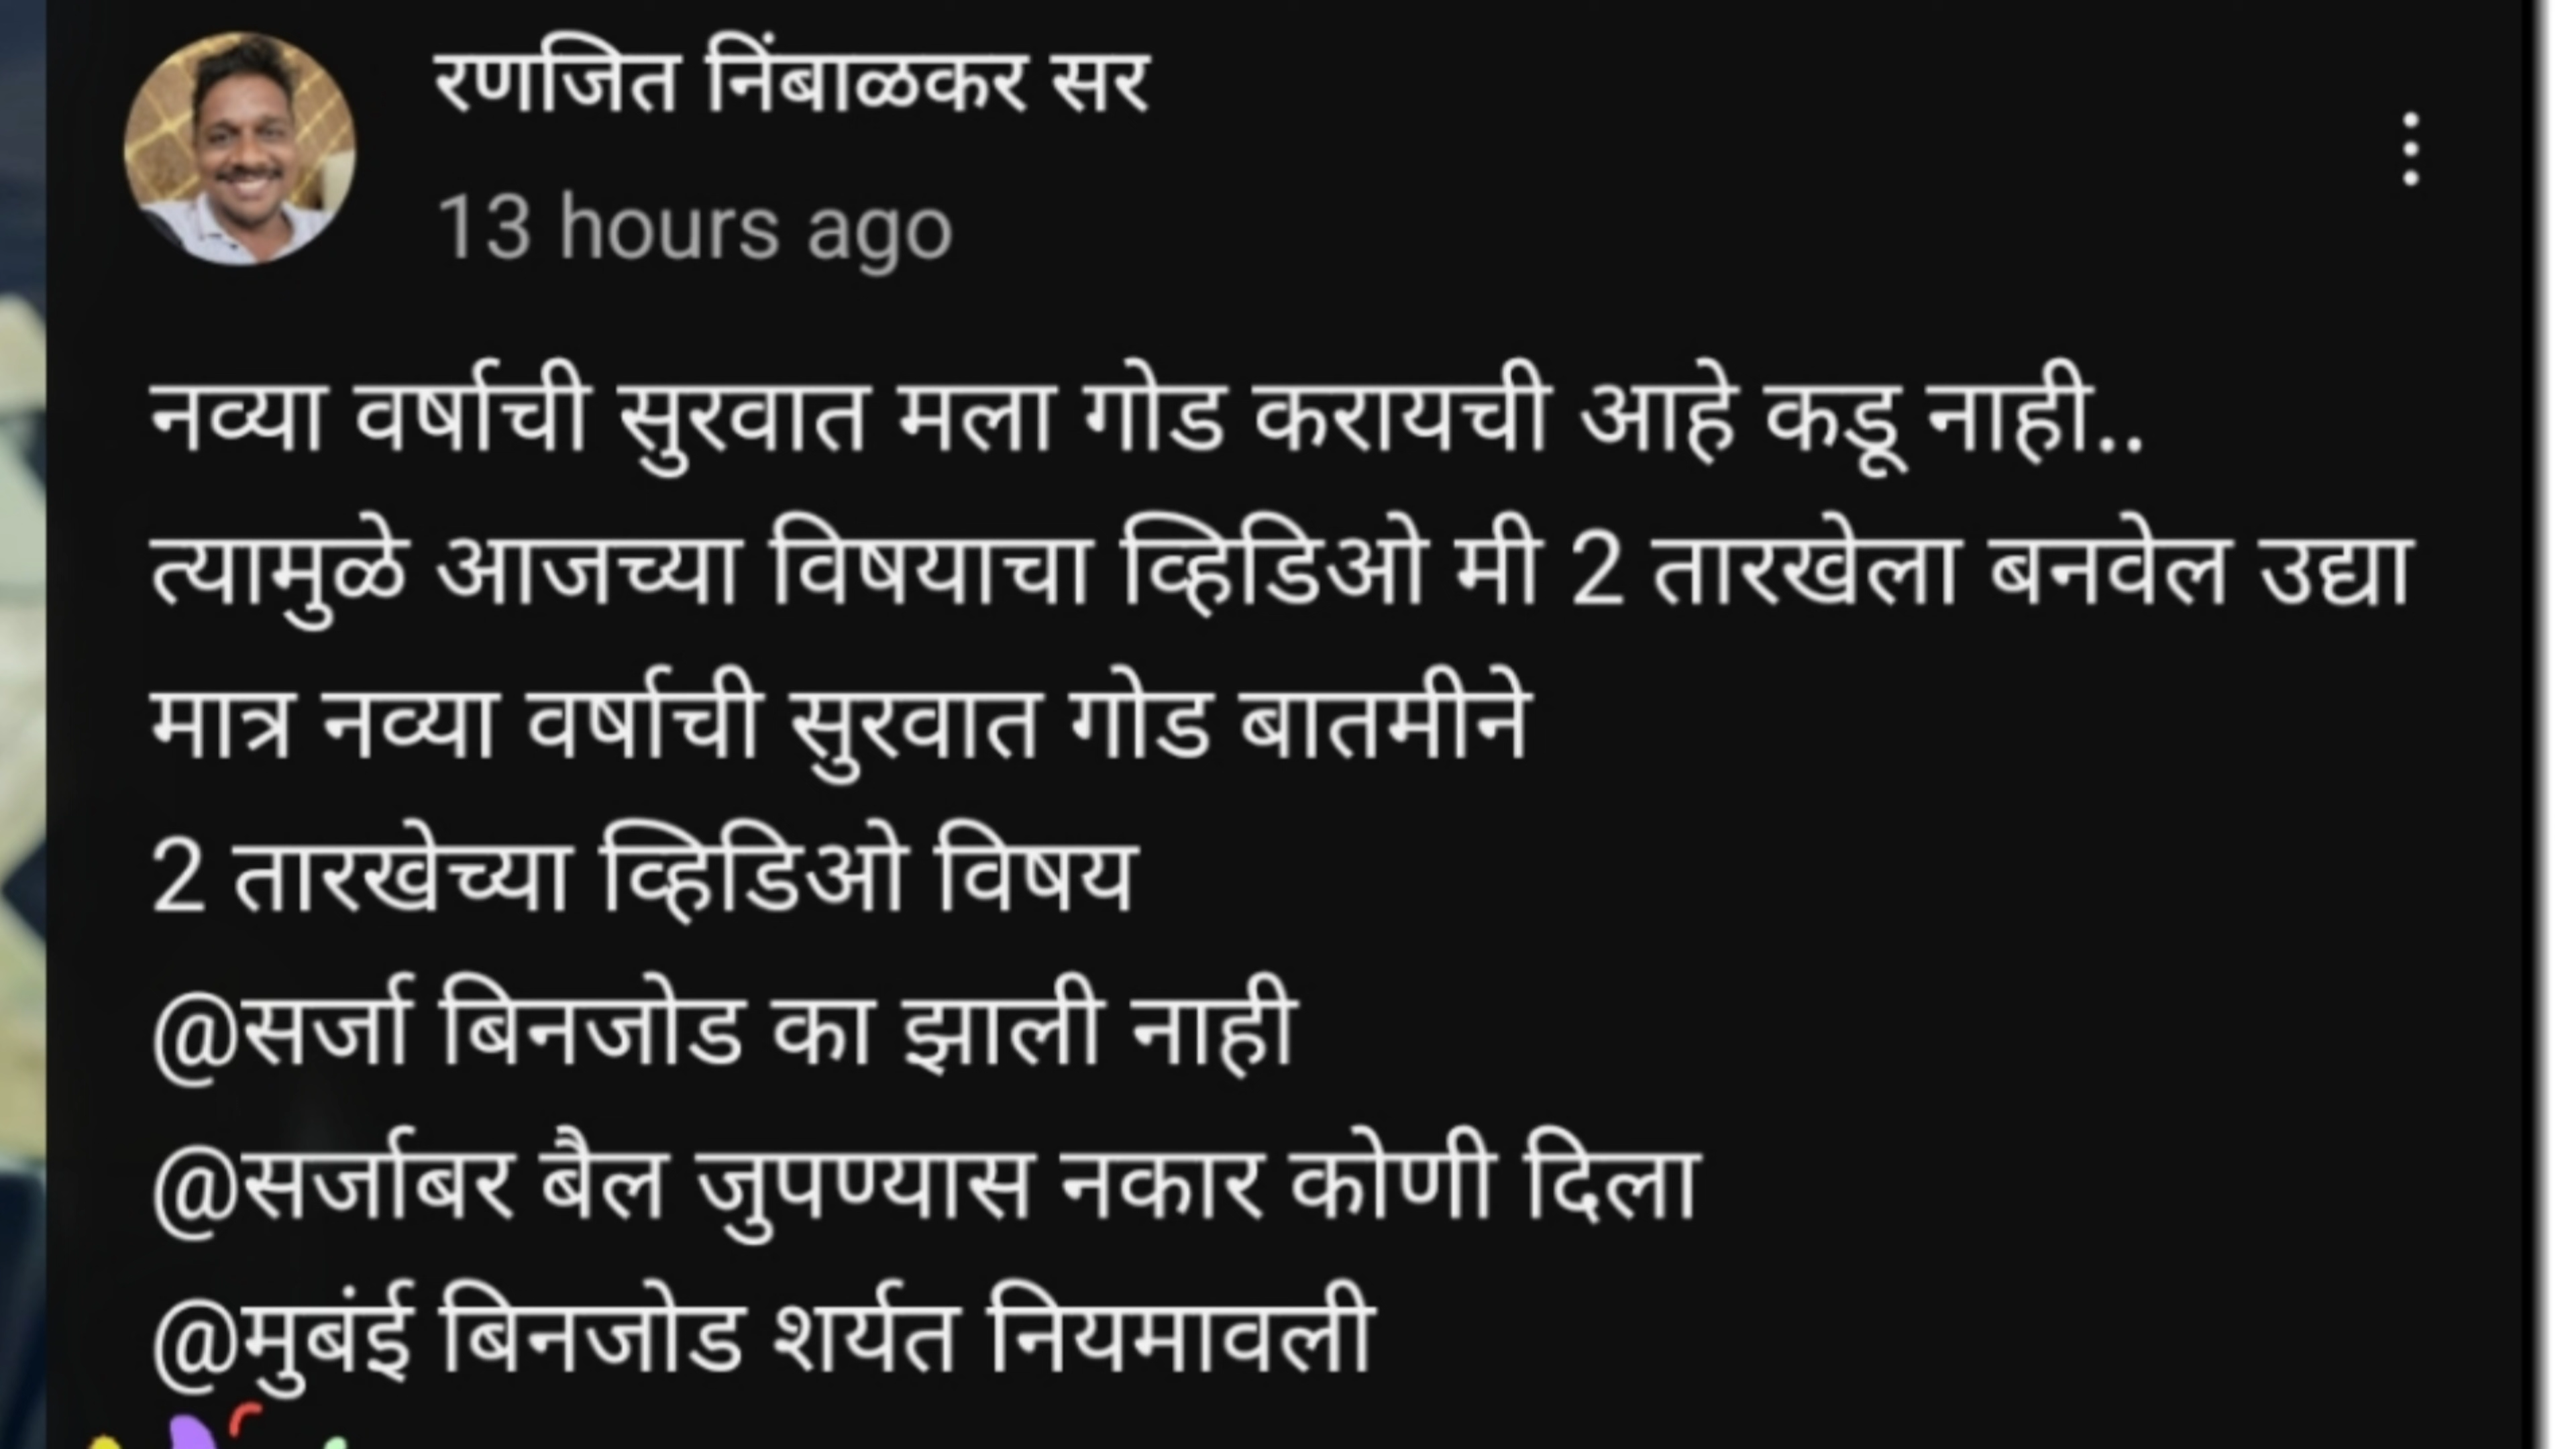 रणजित निंबाळकर सर
13 hours ago
नव्या वर्षाची सुरवात मला गोड करायची आहे कडू नाही..
त्यामुळे आजच्या विषयाचा व्हिडिओ मी 2 तारखेला बनवेल उद्या
मात्र नव्या वर्षाची सुरवात गोड बातमीने
2 तारखेच्या व्हिडिओ विषय
@सर्जा बिनजोड का झाली नाही
@सर्जाबर बैल जुपण्यास नकार कोणी दिला
@मुबंई बिनजोड शर्यत नियमावली